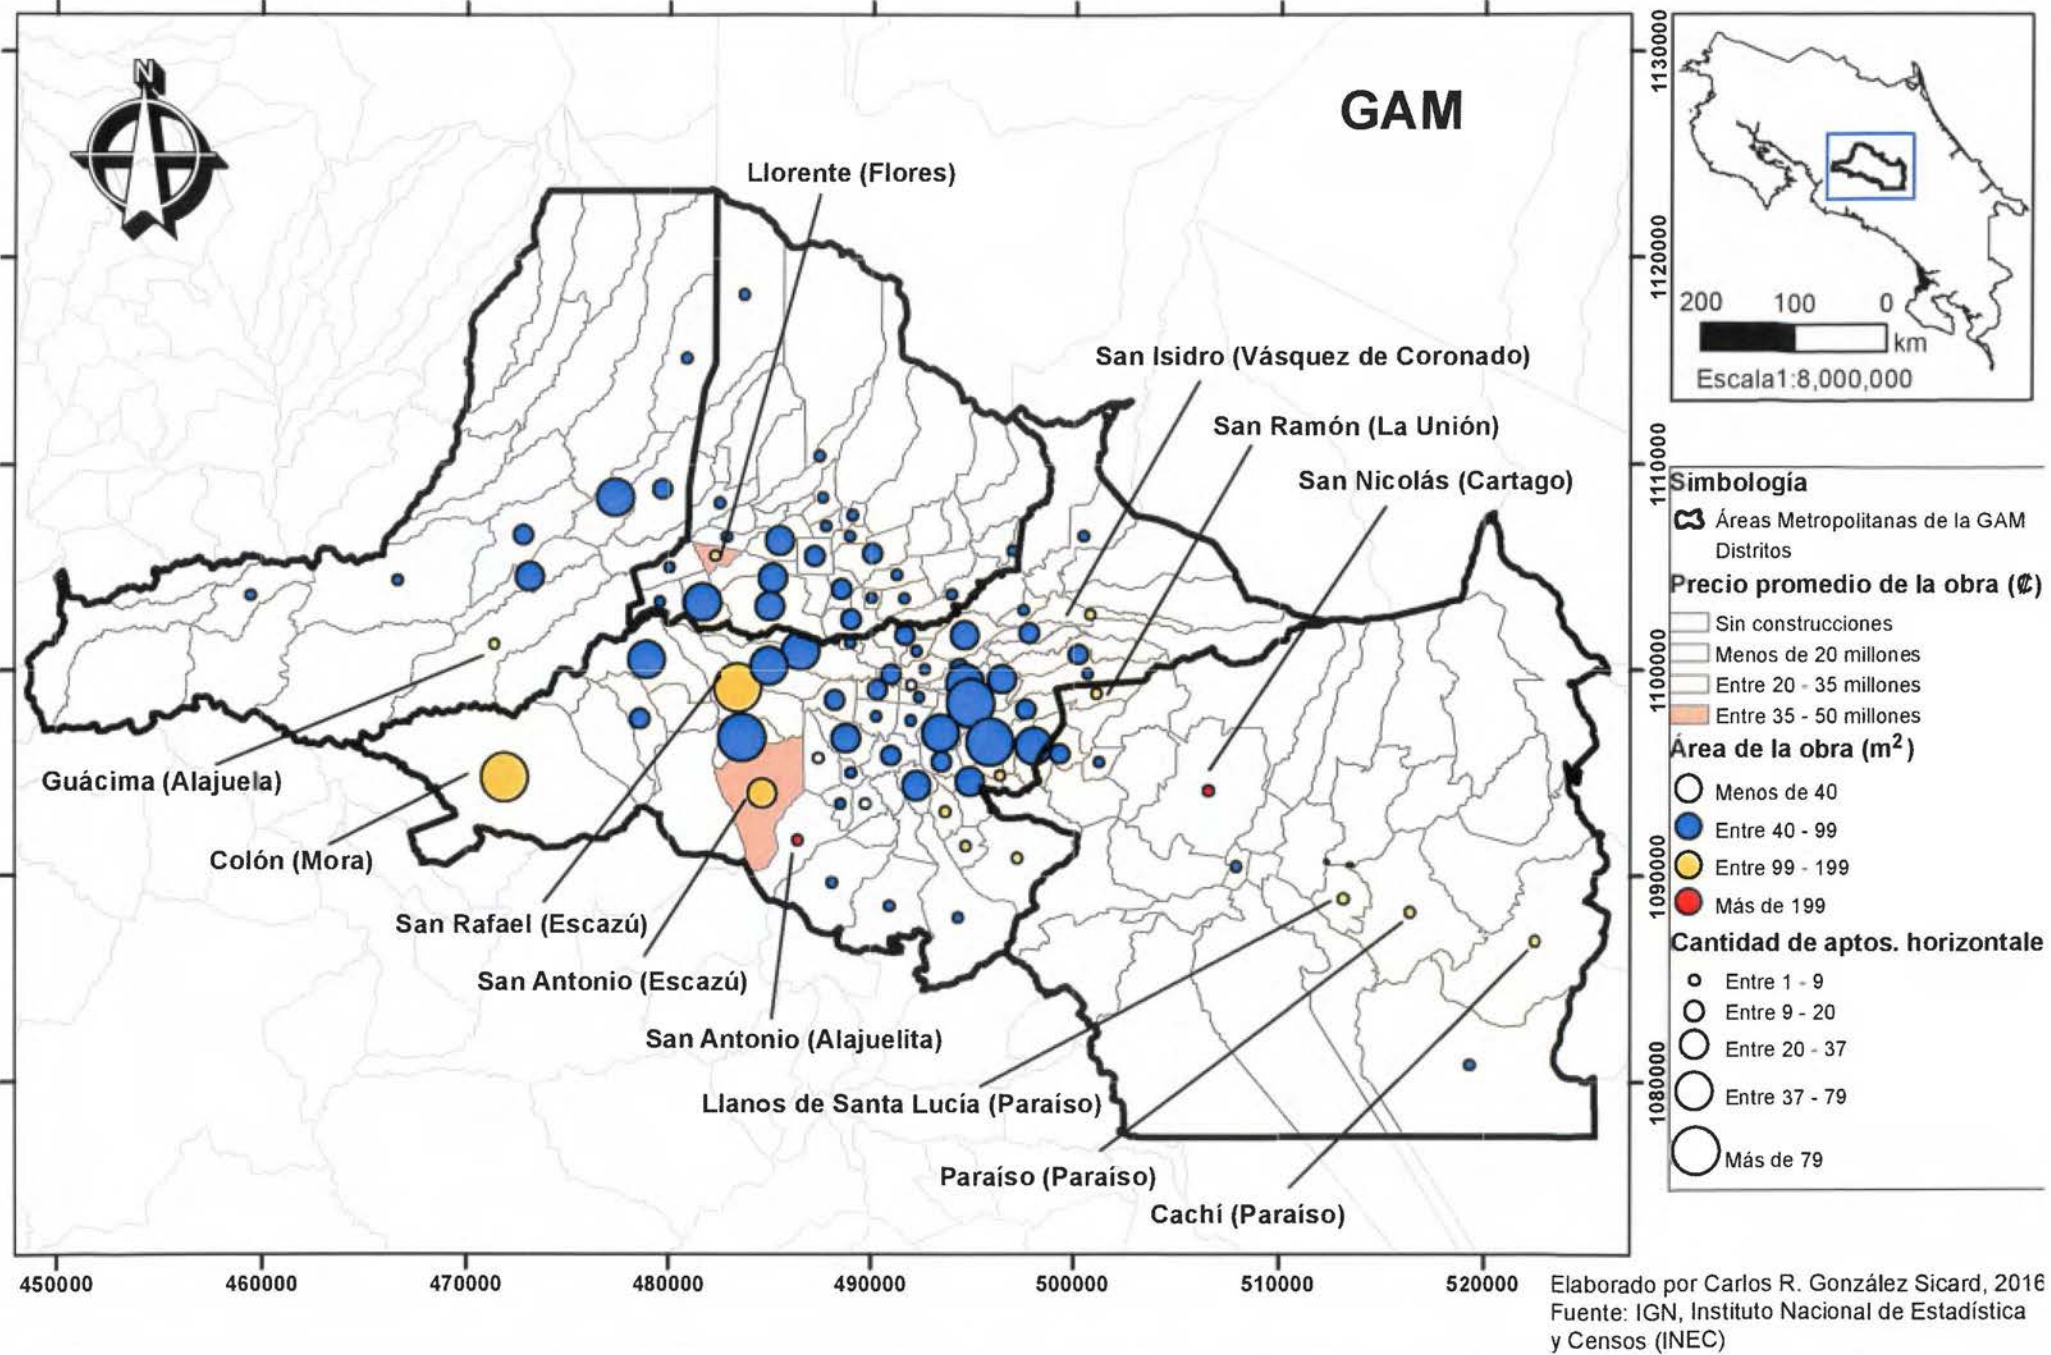 N
GAM
Llorente (Flores)
San Isidro (Vásquez de Coronado)
San Ramón (La Unión)
San Nicolás (Cartago)
Guácima (Alajuela)
Colón (Mora)
San Rafael (Escazú)
San Antonio (Escazú)
San Antonio (Alajuelita)
Llanos de Santa Lucía (Paraíso)
Paraíso (Paraíso)
Cachí (Paraíso)
450000
460000
470000
480000
490000
500000
510000
520000
1130000
1120000
1110000
1100000
1090000
1080000
200 100 0
km
Escala1:8,000,000
Simbología
Áreas Metropolitanas de la GAM
Distritos
Precio promedio de la obra (₡)
Sin construcciones
Menos de 20 millones
Entre 20 - 35 millones
Entre 35 - 50 millones
Área de la obra (m²)
Menos de 40
Entre 40 - 99
Entre 99 - 199
Más de 199
Cantidad de aptos. horizontale
Entre 1 - 9
Entre 9 - 20
Entre 20 - 37
Entre 37 - 79
Más de 79
Elaborado por Carlos R. González Sicard, 2016
Fuente: IGN, Instituto Nacional de Estadística
y Censos (INEC)